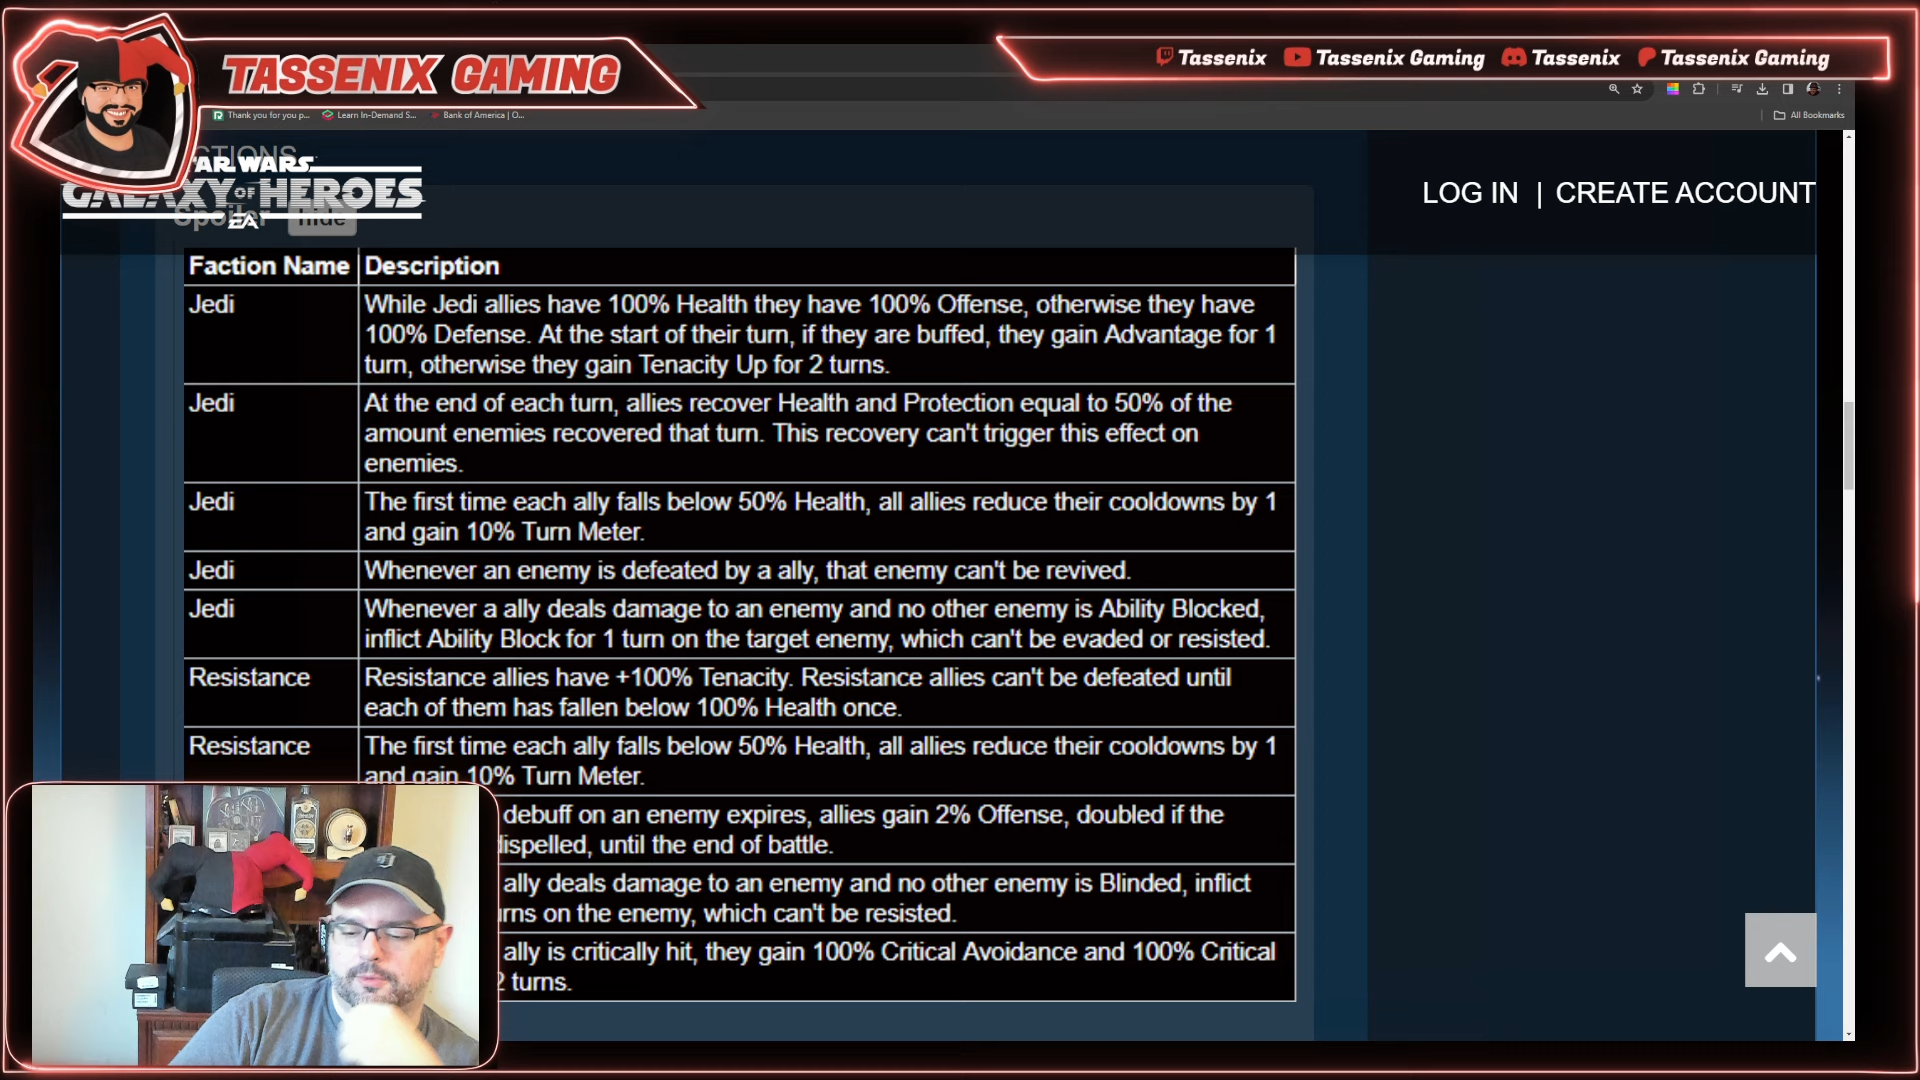 TASSENIX GAMING
Tassenix Tassenix Gaming Tassenix Tassenix Gaming
Thank you for you p... Learn In-Demand S... Bank of America | O...
All Bookmarks
CTIONS
AR WARS
GALAXY OF HEROES
EA
Spoiler hide
LOG IN | CREATE ACCOUNT
Faction Name Description
Jedi While Jedi allies have 100% Health they have 100% Offense, otherwise they have
100% Defense. At the start of their turn, if they are buffed, they gain Advantage for 1
turn, otherwise they gain Tenacity Up for 2 turns.
Jedi At the end of each turn, allies recover Health and Protection equal to 50% of the
amount enemies recovered that turn. This recovery can't trigger this effect on
enemies.
Jedi The first time each ally falls below 50% Health, all allies reduce their cooldowns by 1
and gain 10% Turn Meter.
Jedi Whenever an enemy is defeated by a ally, that enemy can't be revived.
Jedi Whenever a ally deals damage to an enemy and no other enemy is Ability Blocked,
inflict Ability Block for 1 turn on the target enemy, which can't be evaded or resisted.
Resistance Resistance allies have +100% Tenacity. Resistance allies can't be defeated until
each of them has fallen below 100% Health once.
Resistance The first time each ally falls below 50% Health, all allies reduce their cooldowns by 1
and gain 10% Turn Meter.
debuff on an enemy expires, allies gain 2% Offense, doubled if the
dispelled, until the end of battle.
ally deals damage to an enemy and no other enemy is Blinded, inflict
urns on the enemy, which can't be resisted.
ally is critically hit, they gain 100% Critical Avoidance and 100% Critical
2 turns.